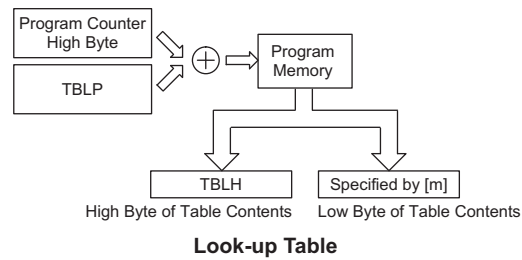 Program Counter
High Byte
TBLP
Program
Memory
TBLH
Specified by [m]
High Byte of Table Contents
Low Byte of Table Contents
Look-up Table